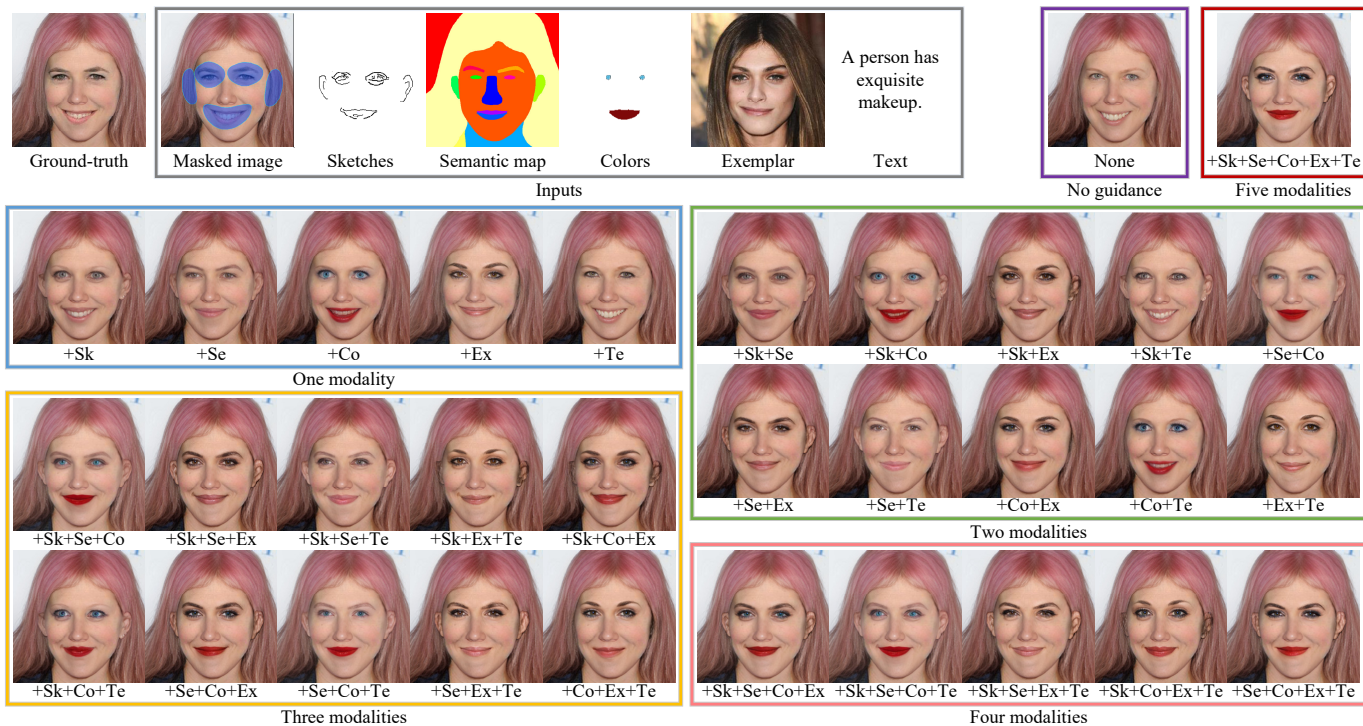 A person has
exquisite
makeup.
Ground-truth
Masked image
Sketches
Semantic map
Colors
Exemplar
Text
None
+Sk+Se+Co+Ex+Te
Inputs
No guidance
Five modalities
+Sk
+Se
+Co
+Ex
+Te
One modality
+Sk+Se
+Sk+Co
+Sk+Ex
+Sk+Te
+Se+Co
+Se+Ex
+Se+Te
+Co+Ex
+Co+Te
+Ex+Te
Two modalities
+Sk+Se+Co
+Sk+Se+Ex
+Sk+Se+Te
+Sk+Ex+Te
+Sk+Co+Ex
+Sk+Co+Te
+Se+Co+Ex
+Se+Co+Te
+Se+Ex+Te
+Co+Ex+Te
Three modalities
+Sk+Se+Co+Ex
+Sk+Se+Co+Te
+Sk+Se+Ex+Te
+Sk+Co+Ex+Te
+Se+Co+Ex+Te
Four modalities